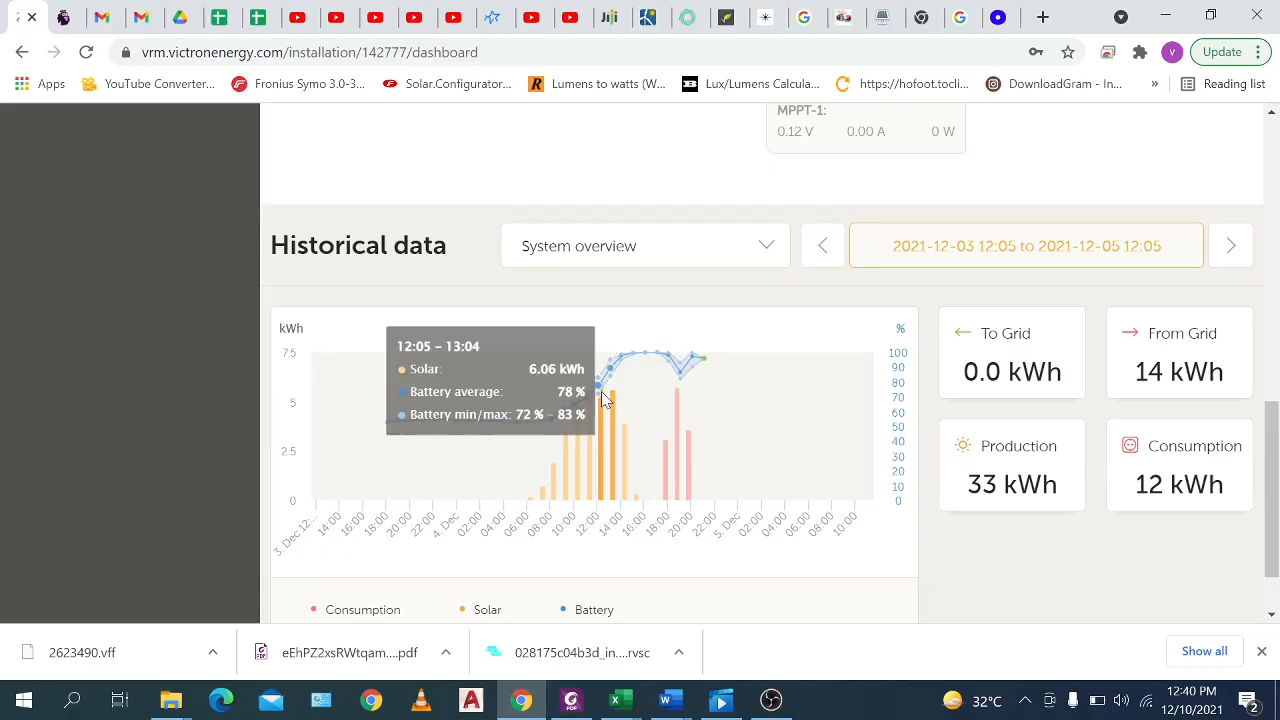 vrm.victronenergy.com/installation/142777/dashboard
Update
Apps
YouTube Converter...
Fronius Symo 3.0-3...
Solar.Configurator...
Lumens to watts (W...
Lux/Lumens Calcula...
https://hofoot.tocli...
DownloadGram - In...
»
Reading list
MPPT-1:
0.12 V 0.00 A 0 W
Historical data
System overview
2021-12-03 12:05 to 2021-12-05 12:05
kWh
%
7.5
5
2.5
0
100
90
80
70
60
50
40
30
20
10
0
12:05 – 13:04
Solar: 6.06 kWh
Battery average: 78 %
Battery min/max: 72 % – 83 %
3. Dec 12:...
14:00
16:00
18:00
20:00
22:00
4. Dec
02:00
04:00
06:00
08:00
10:00
12:00
14:00
16:00
18:00
20:00
22:00
5. Dec
02:00
04:00
06:00
08:00
10:00
Consumption
Solar
Battery
To Grid
0.0 kWh
From Grid
14 kWh
Production
33 kWh
Consumption
12 kWh
2623490.vff
eEhPZ2xsRWtqam....pdf
028175c04b3d_in....rvsc
Show all
32°C
12:40 PM
12/10/2021
2